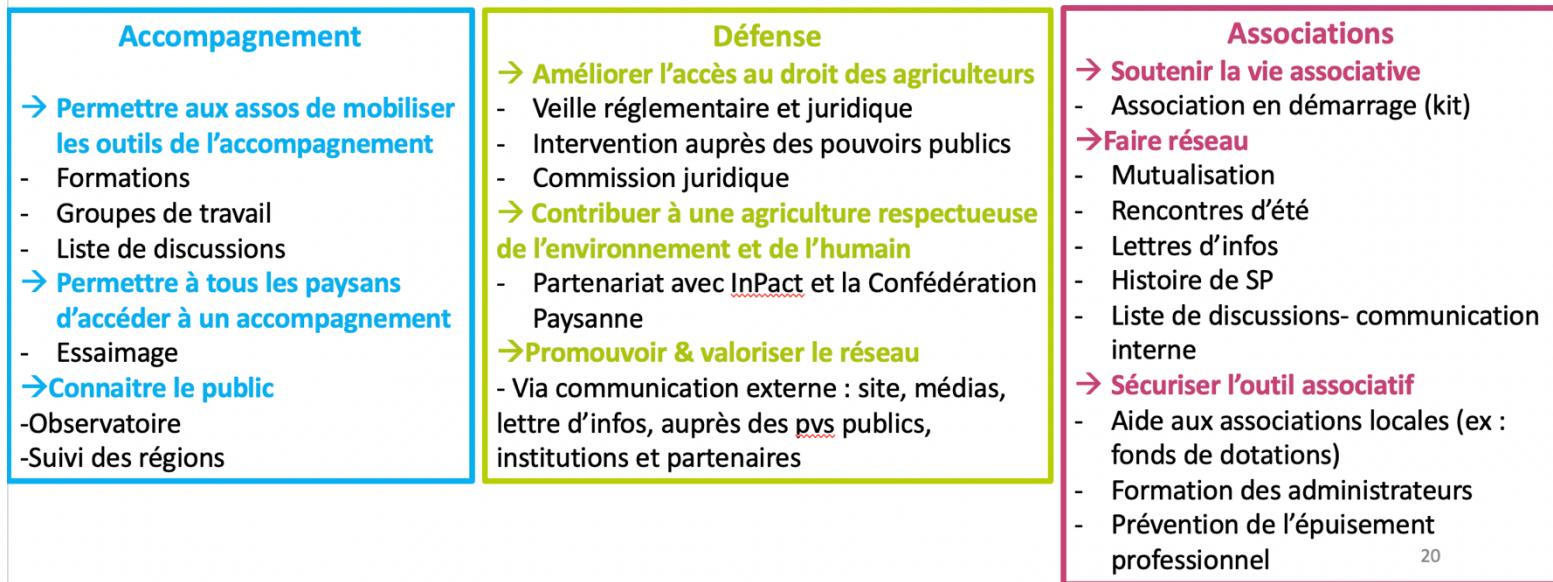 Accompagnement
→ Permettre aux assos de mobiliser
les outils de l’accompagnement
- Formations
- Groupes de travail
- Liste de discussions
→ Permettre à tous les paysans
d’accéder à un accompagnement
- Essaimage
→Connaitre le public
-Observatoire
-Suivi des régions
Défense
→ Améliorer l’accès au droit des agriculteurs
- Veille réglementaire et juridique
- Intervention auprès des pouvoirs publics
- Commission juridique
→ Contribuer à une agriculture respectueuse
de l’environnement et de l’humain
- Partenariat avec InPact et la Confédération
Paysanne
→Promouvoir & valoriser le réseau
- Via communication externe : site, médias,
lettre d’infos, auprès des pvs publics,
institutions et partenaires
Associations
→ Soutenir la vie associative
- Association en démarrage (kit)
→Faire réseau
- Mutualisation
- Rencontres d’été
- Lettres d’infos
- Histoire de SP
- Liste de discussions- communication
interne
→ Sécuriser l’outil associatif
- Aide aux associations locales (ex :
fonds de dotations)
- Formation des administrateurs
- Prévention de l’épuisement
professionnel
20